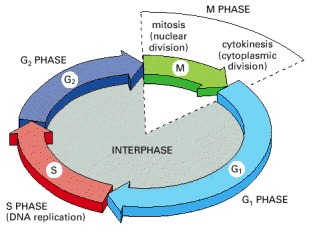 M PHASE
mitosis
(nuclear
division)
cytokinesis
(cytoplasmic
division)
G₂ PHASE
G₂
M
INTERPHASE
S
G₁
S PHASE
(DNA replication)
G₁ PHASE